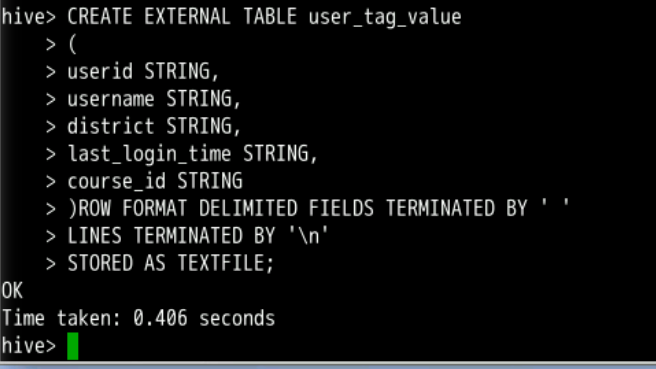 hive> CREATE EXTERNAL TABLE user_tag_value
    > (
    > userid STRING,
    > username STRING,
    > district STRING,
    > last_login_time STRING,
    > course_id STRING
    > )ROW FORMAT DELIMITED FIELDS TERMINATED BY ' '
    > LINES TERMINATED BY '\n'
    > STORED AS TEXTFILE;
OK
Time taken: 0.406 seconds
hive>